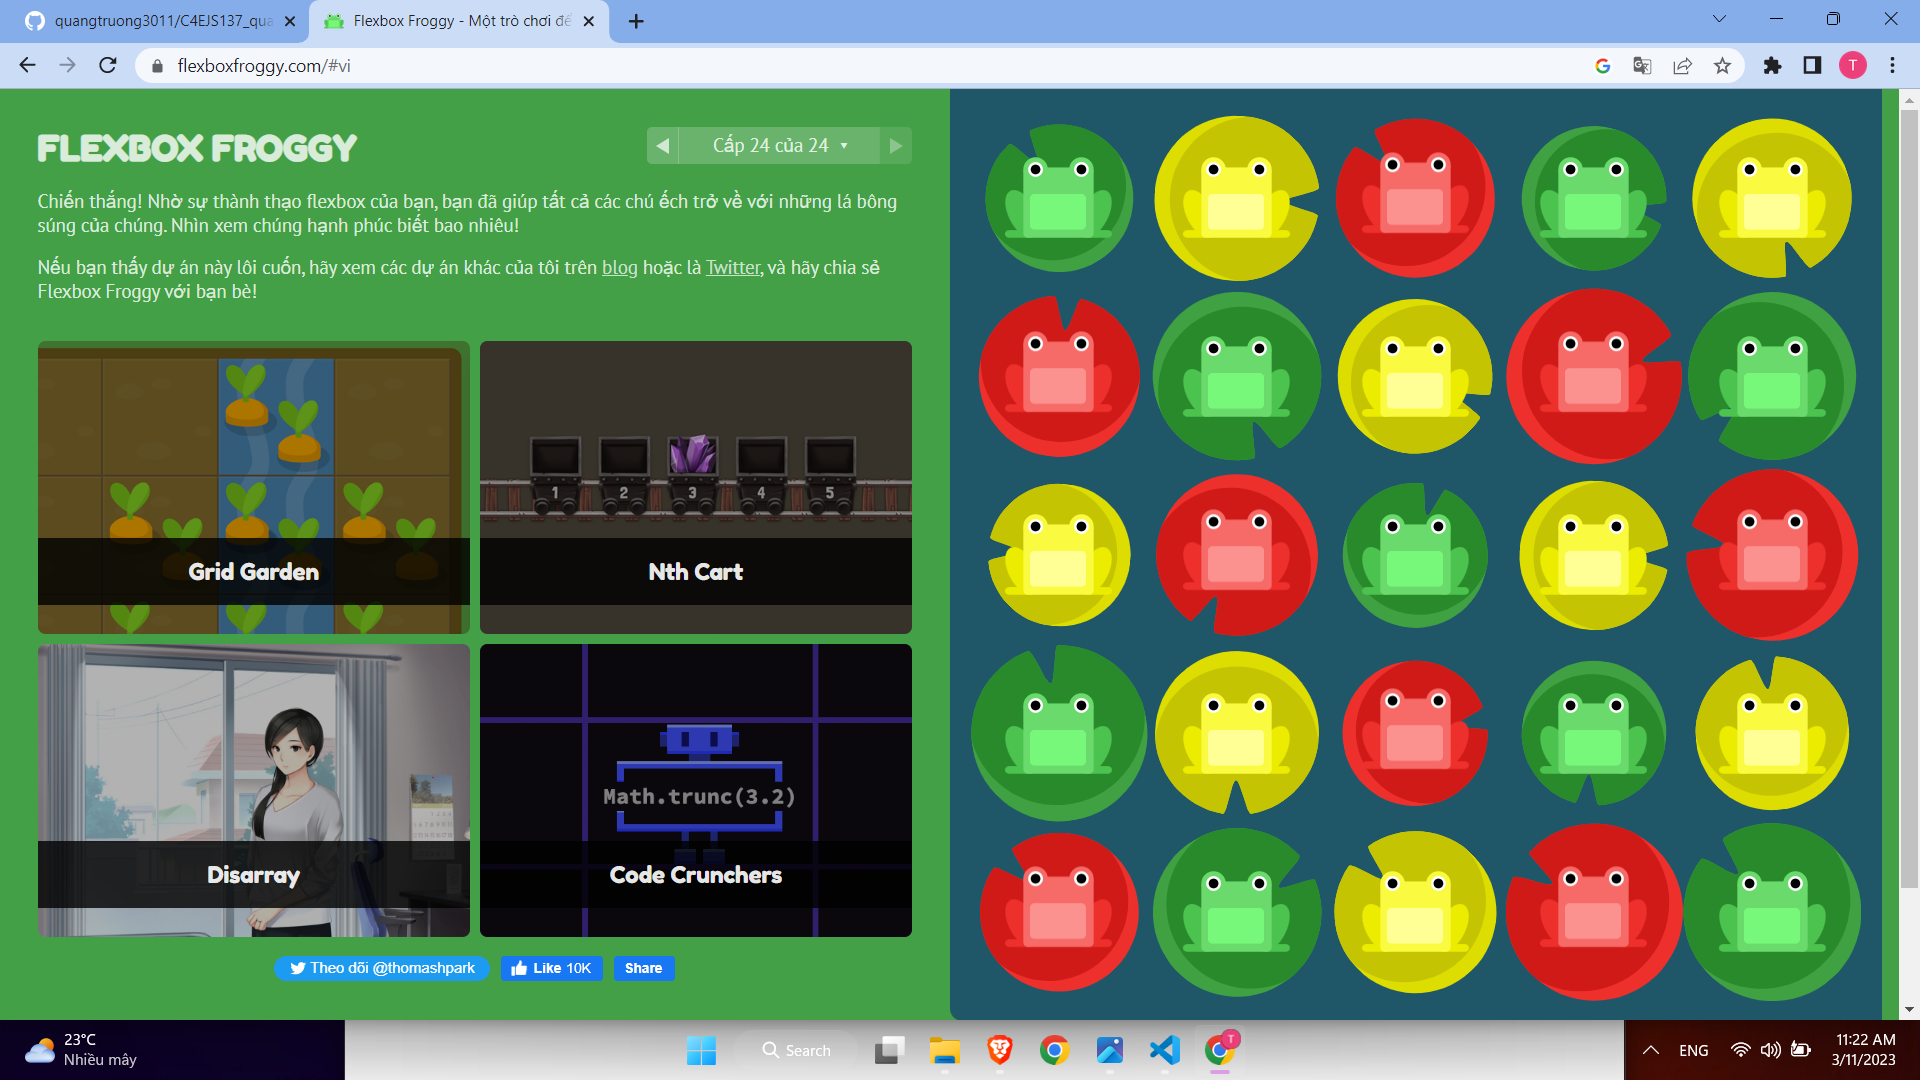 quangtruong3011/C4EJS137_qua
Flexbox Froggy - Một trò chơi để
flexboxfroggy.com/#vi
T
FLEXBOX FROGGY
Cấp 24 của 24
Chiến thắng! Nhờ sự thành thạo flexbox của bạn, bạn đã giúp tất cả các chú ếch trở về với những lá bông
súng của chúng. Nhìn xem chúng hạnh phúc biết bao nhiêu!
Nếu bạn thấy dự án này lôi cuốn, hãy xem các dự án khác của tôi trên blog hoặc là Twitter, và hãy chia sẻ
Flexbox Froggy với bạn bè!
1 2 3 4 5
Grid Garden
Nth Cart
Math.trunc(3.2)
Disarray
Code Crunchers
Theo dõi @thomashpark
Like 10K
Share
23°C
Nhiều mây
Search
T
ENG
11:22 AM
3/11/2023